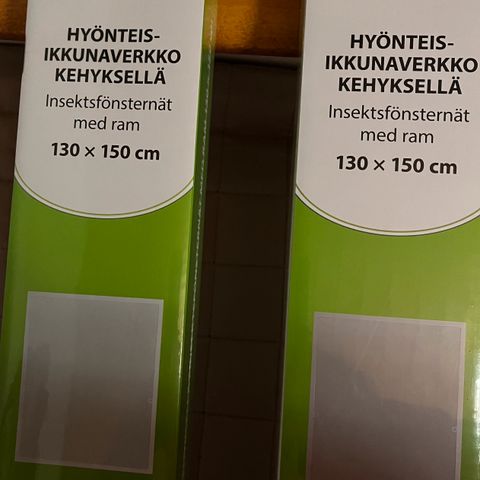 HYÖNTEIS-
IKKUNAVERKKO
KEHYKSELLÄ
Insektsfönsternät
med ram
130 × 150 cm
HYÖNTEIS-
IKKUNAVERKKO
KEHYKSELLÄ
Insektsfönsternät
med ram
130 × 150 cm